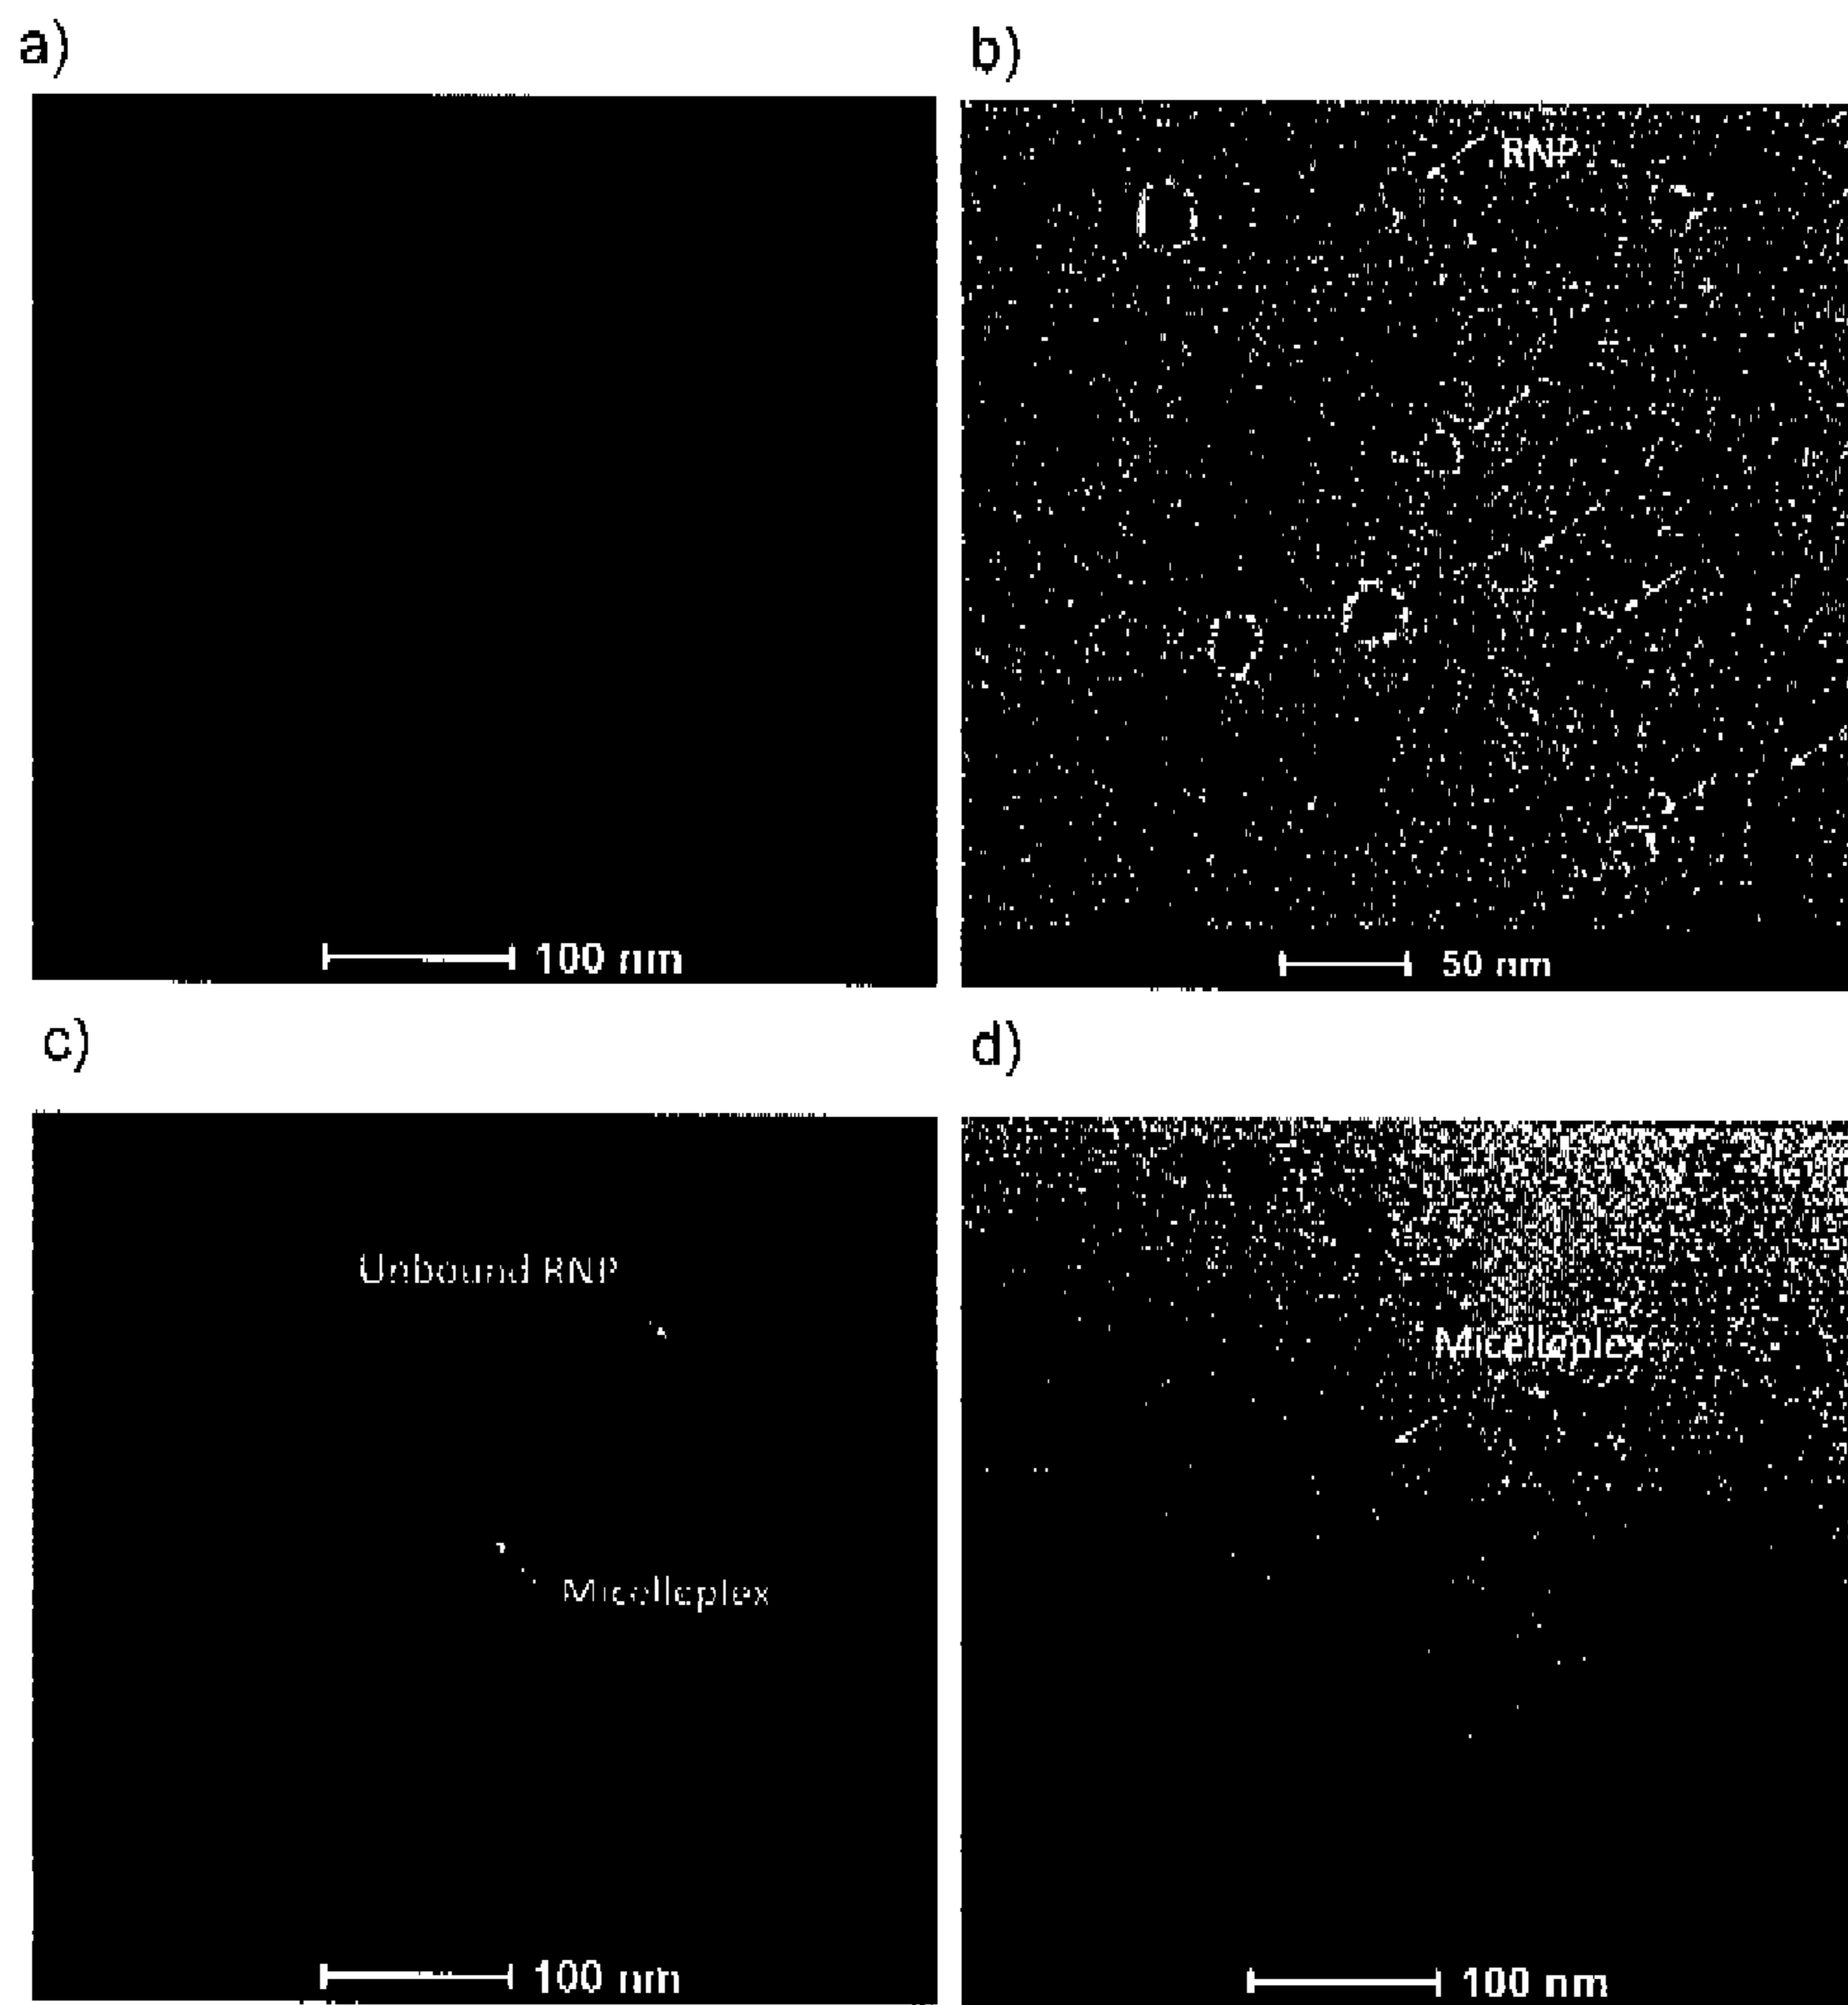 a)
b)
RNP
100 nm
50 nm
c)
d)
Unbound RNP
Micelleplex
Micelleplex
100 nm
100 nm